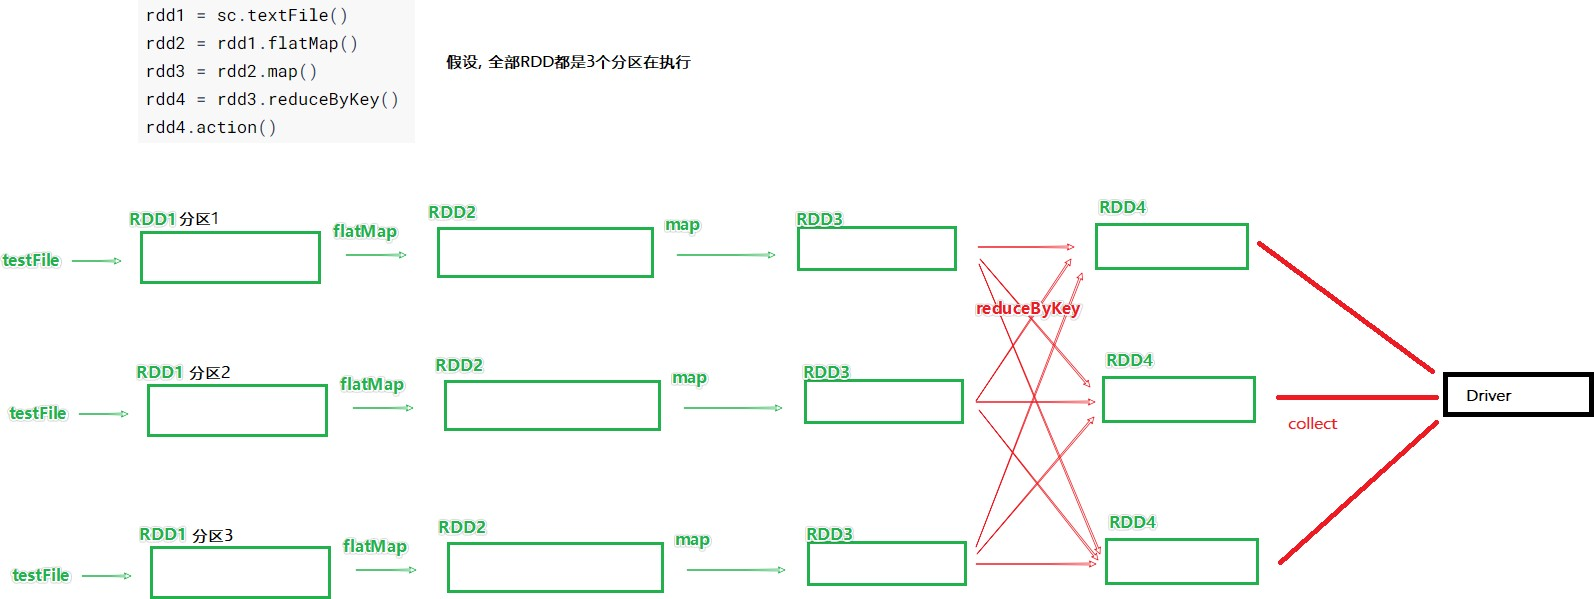 rdd1 = sc.textFile()
rdd2 = rdd1.flatMap()
rdd3 = rdd2.map()
rdd4 = rdd3.reduceByKey()
rdd4.action()
假设, 全部RDD都是3个分区在执行
testFile
RDD1 分区1
flatMap
RDD2
map
RDD3
reduceByKey
RDD4
testFile
RDD1 分区2
flatMap
RDD2
map
RDD3
RDD4
collect
Driver
testFile
RDD1 分区3
flatMap
RDD2
map
RDD3
RDD4